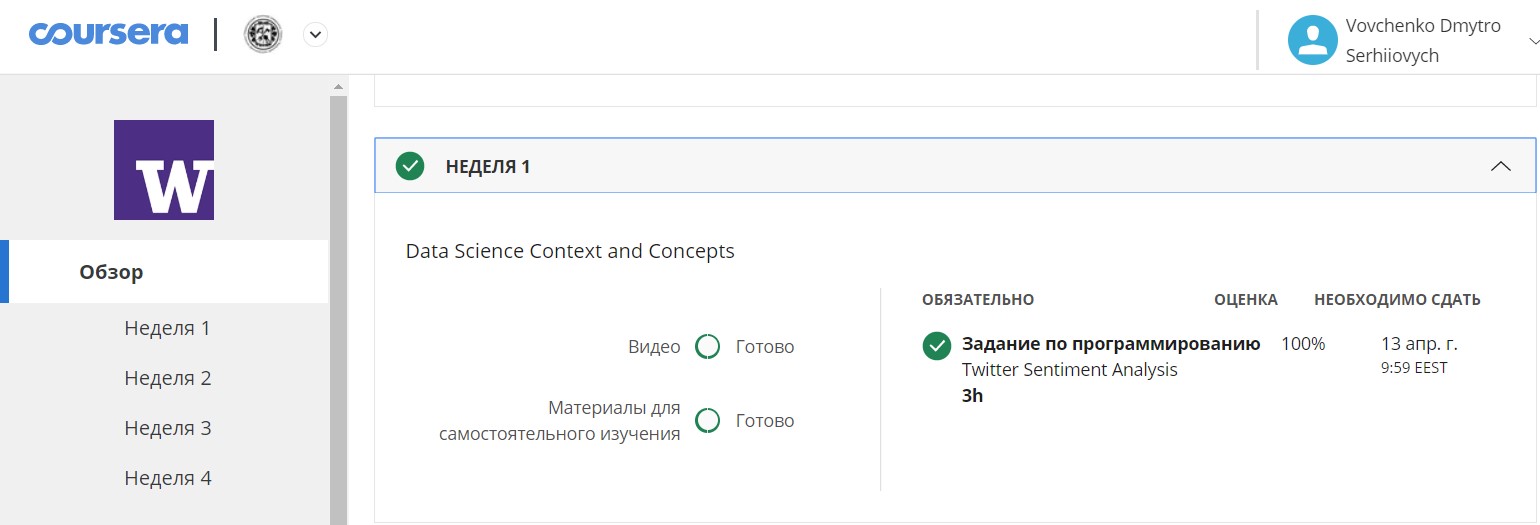 coursera
Vovchenko Dmytro
Serhiiovych
W
Обзор
Неделя 1
Неделя 2
Неделя 3
Неделя 4
НЕДЕЛЯ 1
Data Science Context and Concepts
Видео Готово
Материалы для
самостоятельного изучения Готово
ОБЯЗАТЕЛЬНО ОЦЕНКА НЕОБХОДИМО СДАТЬ
Задание по программированию 100% 13 апр. г.
Twitter Sentiment Analysis 9:59 EEST
3h